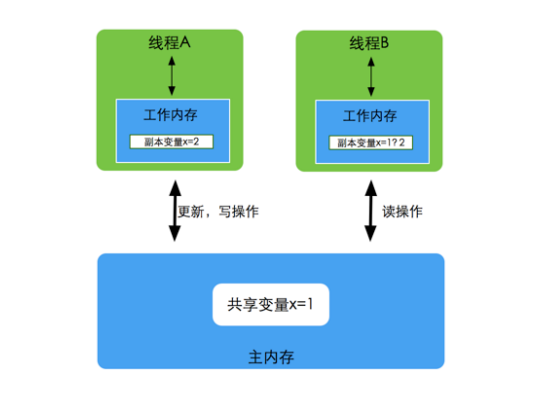 线程A
线程B
工作内存
工作内存
副本变量x=2
副本变量x=1？2
更新，写操作
读操作
共享变量x=1
主内存